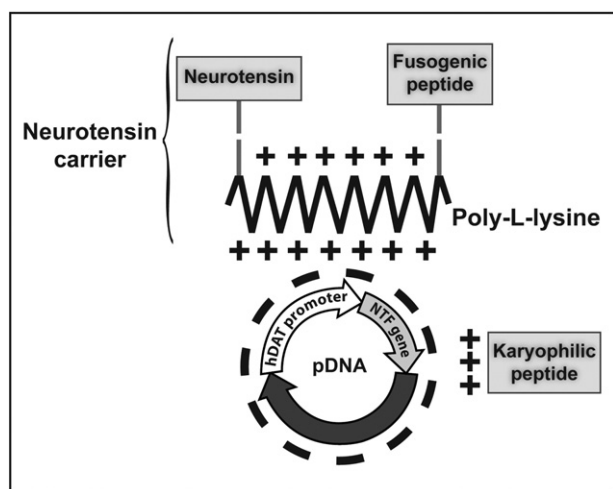 Neurotensin
Fusogenic
peptide
Neurotensin
carrier
+ + + + + +
Poly-L-lysine
+ + + + + + +
hDAT promoter
NTF gene
pDNA
+
+
+
Karyophilic
peptide